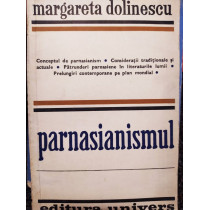 margareta dolinescu
Conceptul de parnasianism • Considerații tradiționale și
actuale • Pătrunderi parnasiene în literaturile lumii •
Prelungiri contemporane pe plan mondial •
parnasianismul
editura univers